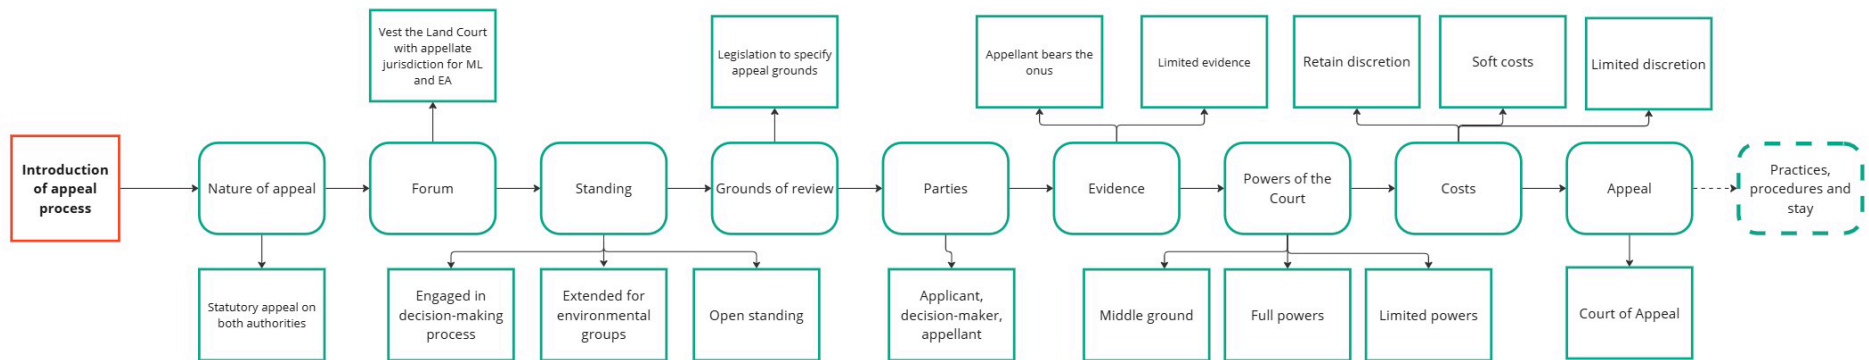 Vest the Land Court
with appellate
jurisdiction for ML
and EA
Legislation to specify
appeal grounds
Appellant bears the
onus
Limited evidence
Retain discretion
Soft costs
Limited discretion
Introduction
of appeal
process
Nature of appeal
Forum
Standing
Grounds of review
Parties
Evidence
Powers of the
Court
Costs
Appeal
Practices,
procedures and
stay
Statutory appeal on
both authorities
Engaged in
decision-making
process
Extended for
environmental
groups
Open standing
Applicant,
decision-maker,
appellant
Middle ground
Full powers
Limited powers
Court of Appeal